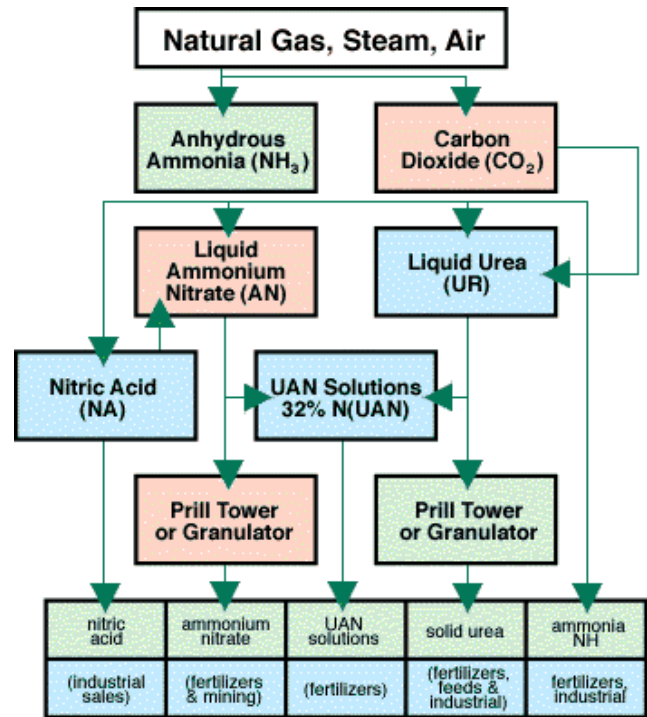 Natural Gas, Steam, Air
Anhydrous
Ammonia (NH₃)
Carbon
Dioxide (CO₂)
Liquid
Ammonium
Nitrate (AN)
Liquid Urea
(UR)
Nitric Acid
(NA)
UAN Solutions
32% N(UAN)
Prill Tower
or Granulator
Prill Tower
or Granulator
nitric
acid
ammonium
nitrate
UAN
solutions
solid urea
ammonia
NH
(industrial
sales)
(fertilizers
& mining)
(fertilizers)
(fertilizers,
feeds &
industrial)
fertilizers,
industrial